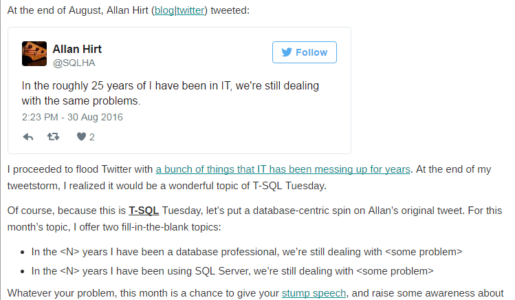 At the end of August, Allan Hirt (blog|twitter) tweeted:
Allan Hirt
@SQLHA
Follow
In the roughly 25 years of I have been in IT, we're still dealing
with the same problems.
2:23 PM - 30 Aug 2016
2
I proceeded to flood Twitter with a bunch of things that IT has been messing up for years. At the end of my
tweetstorm, I realized it would be a wonderful topic of T-SQL Tuesday.
Of course, because this is T-SQL Tuesday, let's put a database-centric spin on Allan's original tweet. For this
month's topic, I offer two fill-in-the-blank topics:
• In the <N> years I have been a database professional, we're still dealing with <some problem>
• In the <N> years I have been using SQL Server, we're still dealing with <some problem>
Whatever your problem, this month is a chance to give your stump speech, and raise some awareness about